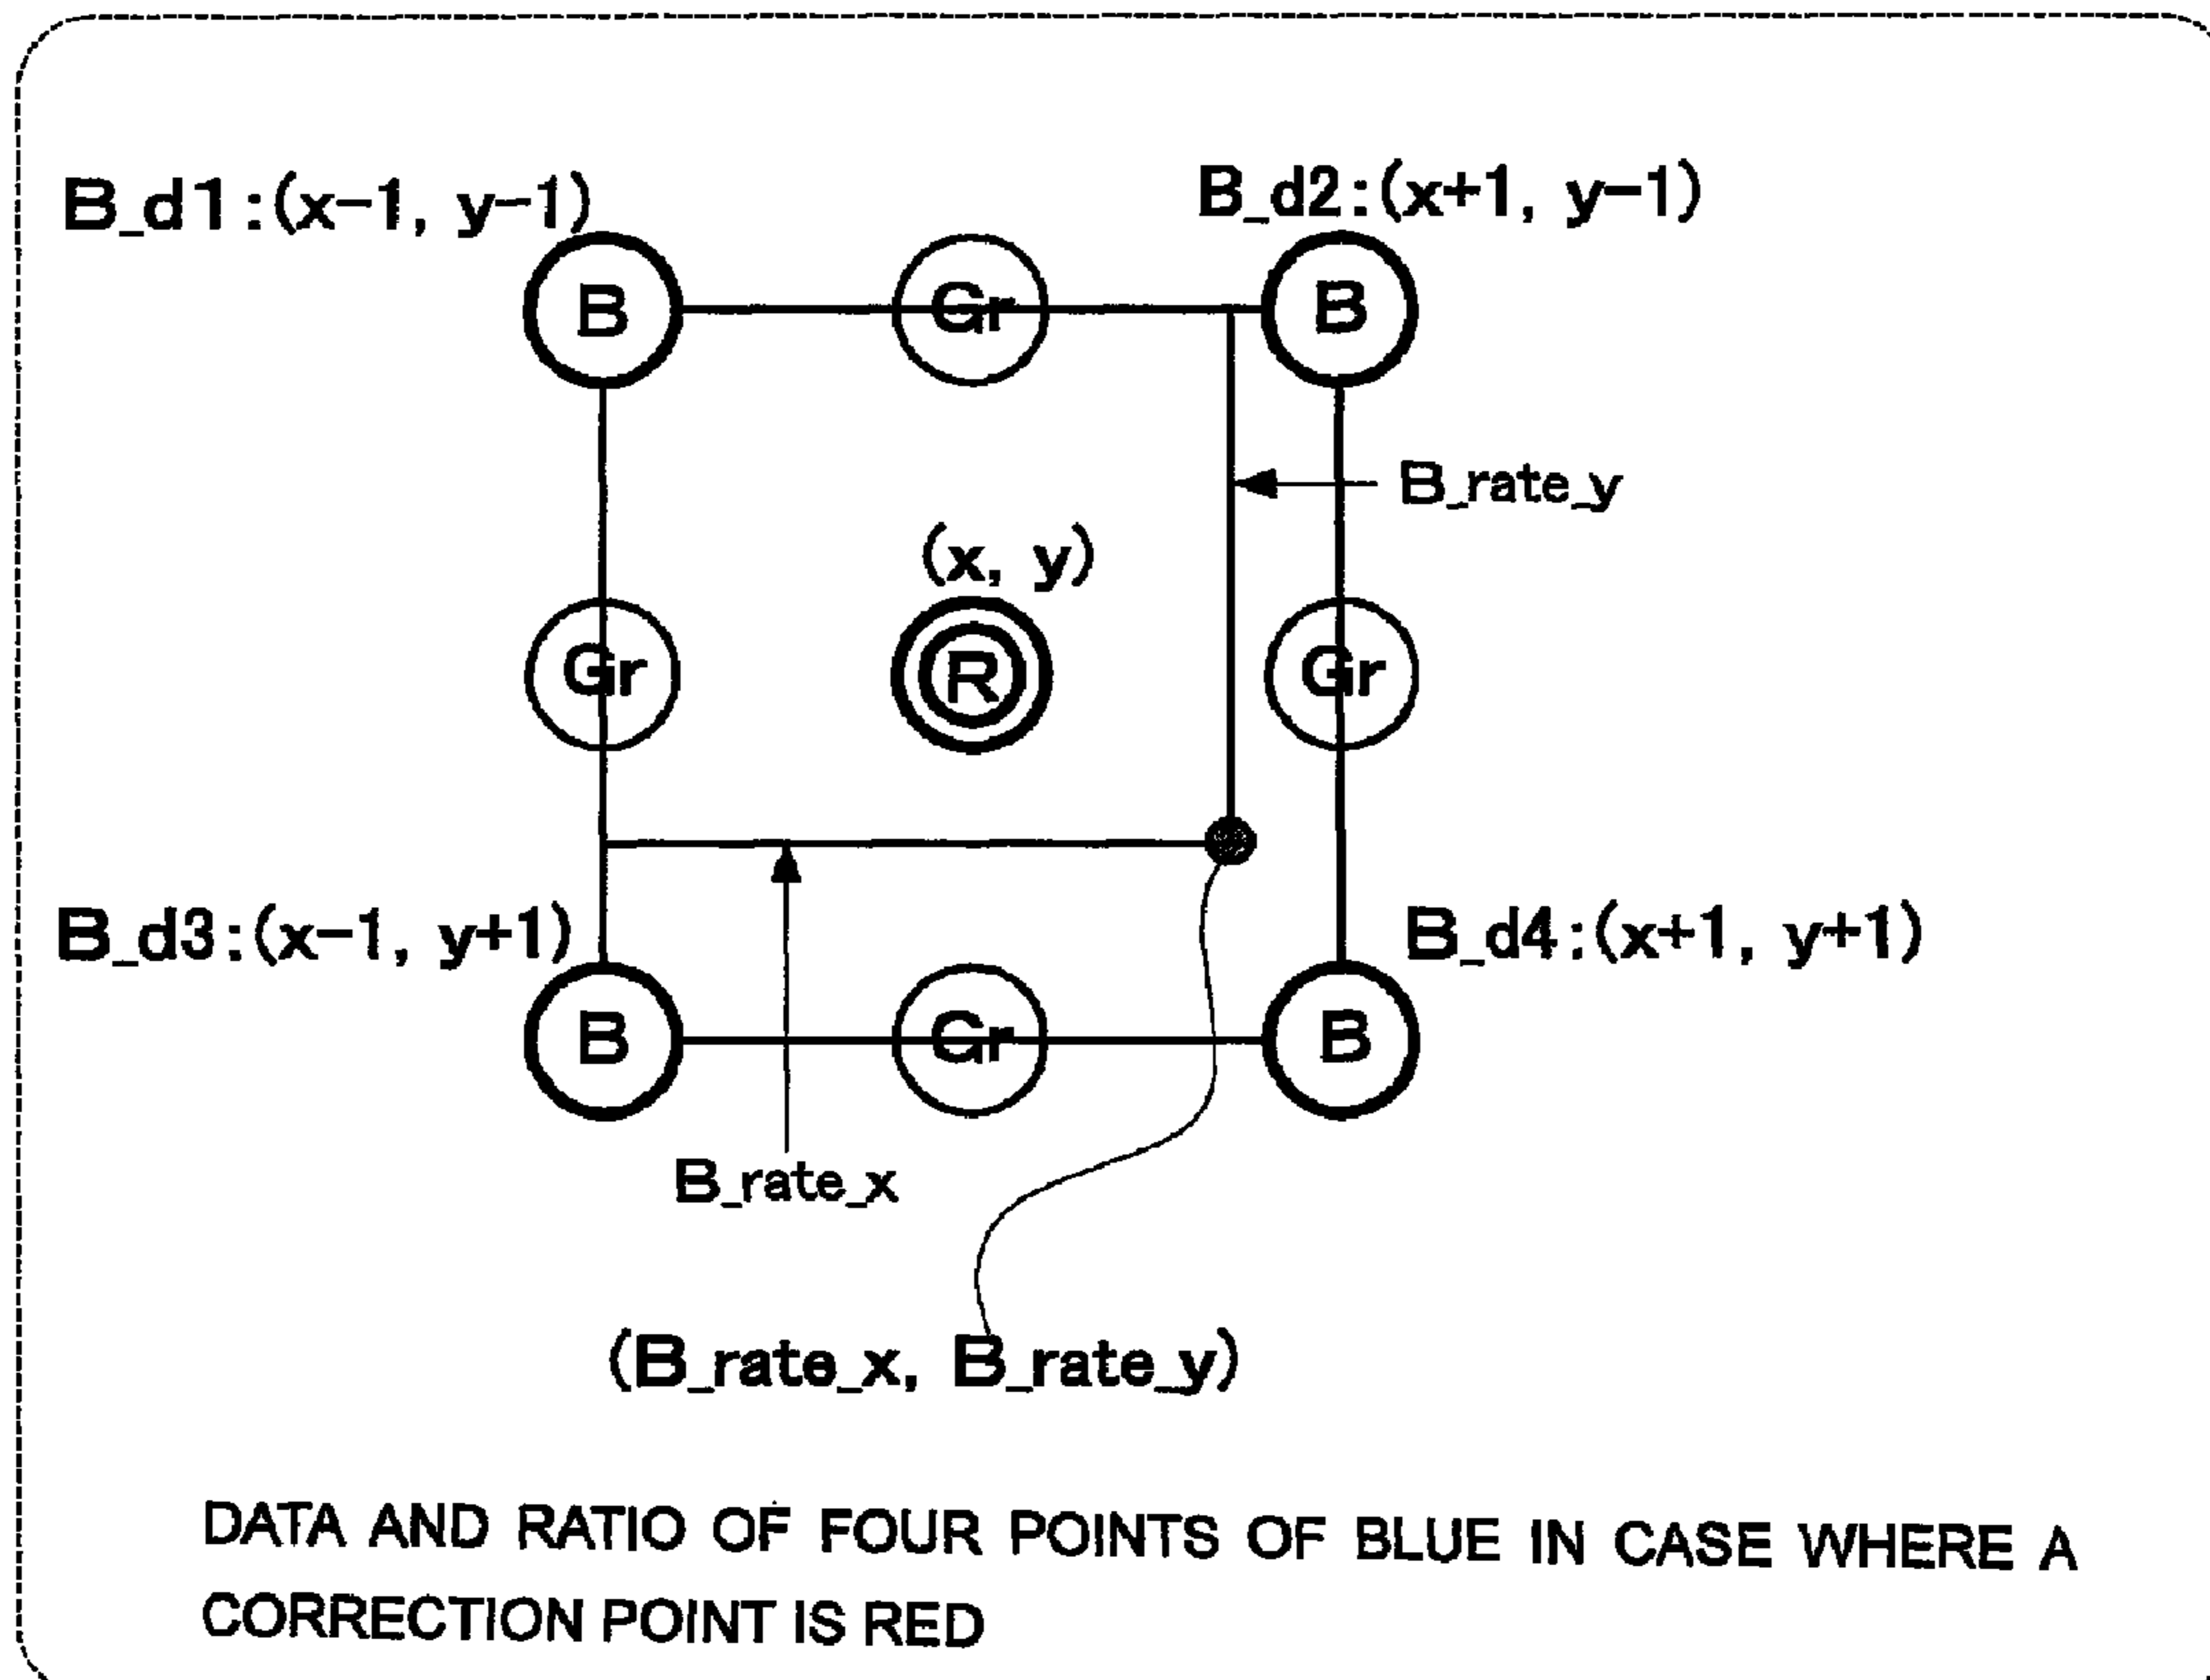 B_d1:(x-1, y-1)
B_d2:(x+1, y-1)
B
Gr
B
B_rate_y
(x, y)
Gr
R
Gr
B_d3:(x-1, y+1)
B_d4:(x+1, y+1)
B
Gr
B
B_rate_x
(B_rate_x, B_rate_y)
DATA AND RATIO OF FOUR POINTS OF BLUE IN CASE WHERE A
CORRECTION POINT IS RED